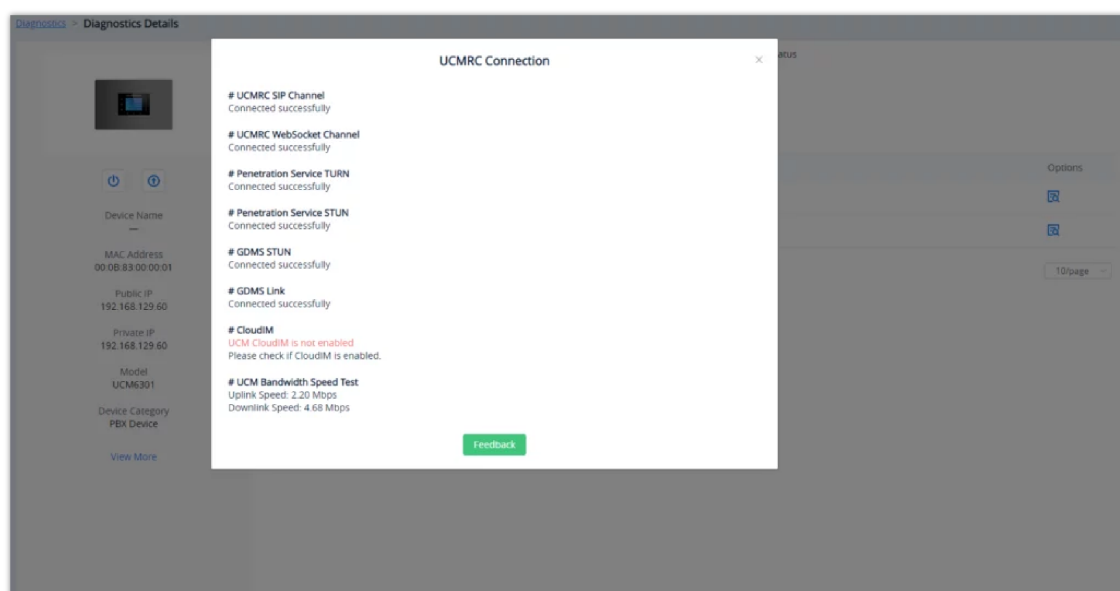 Diagnostics > Diagnostics Details
UCMRC Connection
×
atus
# UCMRC SIP Channel
Connected successfully
# UCMRC WebSocket Channel
Connected successfully
# Penetration Service TURN
Connected successfully
# Penetration Service STUN
Connected successfully
# GDMS STUN
Connected successfully
# GDMS Link
Connected successfully
# CloudIM
UCM CloudIM is not enabled
Please check if CloudIM is enabled.
# UCM Bandwidth Speed Test
Uplink Speed: 2.20 Mbps
Downlink Speed: 4.68 Mbps
Feedback
Device Name
—
MAC Address
00:0B:83:00:00:01
Public IP
192.168.129.60
Private IP
192.168.129.60
Model
UCM6301
Device Category
PBX Device
View More
Options
10/page